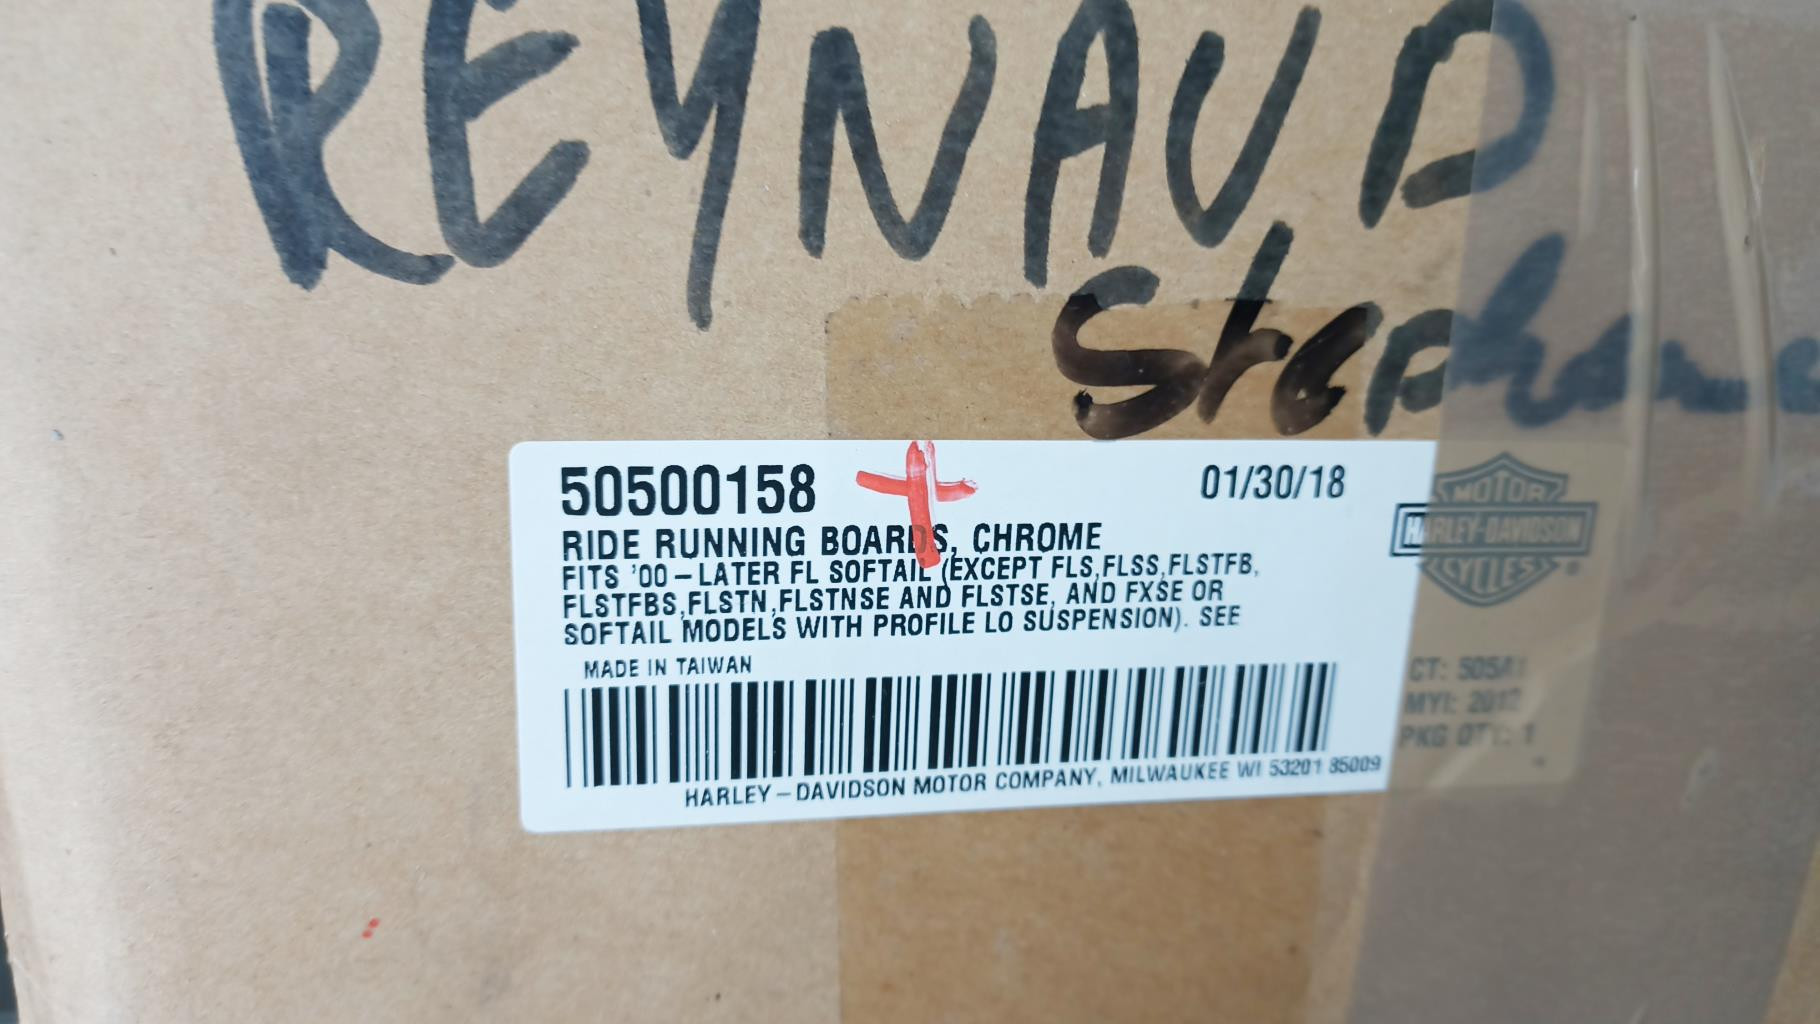 REYNAUD
Stephane
50500158
01/30/18
RIDE RUNNING BOARDS, CHROME
FITS '00 – LATER FL SOFTAIL (EXCEPT FLS,FLSS,FLSTFB,
FLSTFBS,FLSTN,FLSTNSE AND FLSTSE, AND FXSE OR
SOFTAIL MODELS WITH PROFILE LO SUSPENSION). SEE
MADE IN TAIWAN
HARLEY – DAVIDSON MOTOR COMPANY, MILWAUKEE WI 53201 85009
MOTOR
HARLEY-DAVIDSON
CYCLES
®
CT:
MYI: 2012
PKG QTY: 1